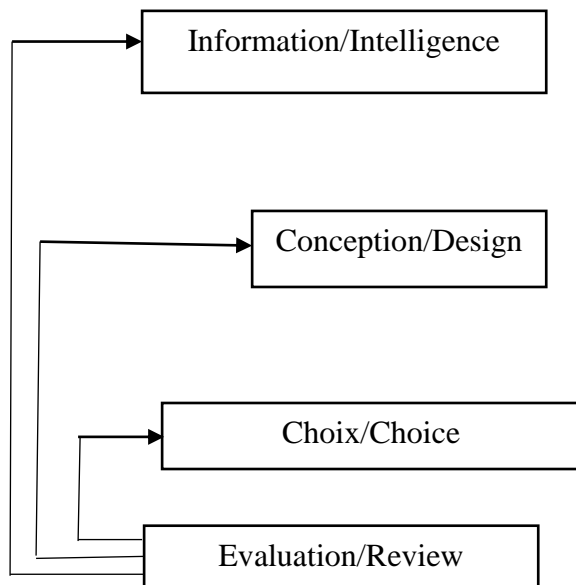 Information/Intelligence
Conception/Design
Choix/Choice
Evaluation/Review